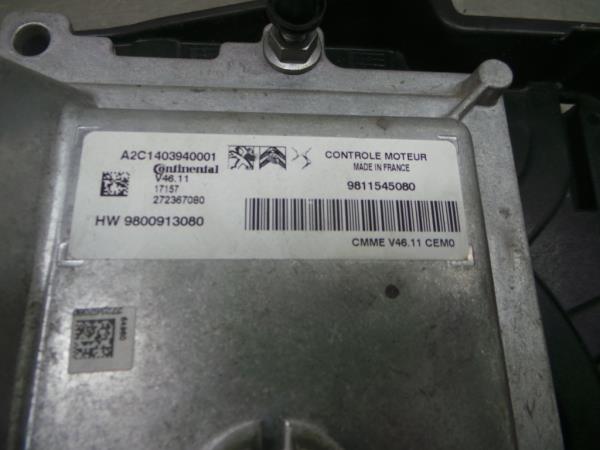 A2C1403940001
Continental
V46.11
17157
272367080
HW 9800913080
CONTROLE MOTEUR
MADE IN FRANCE
9811545080
CMME V46.11 CEM0